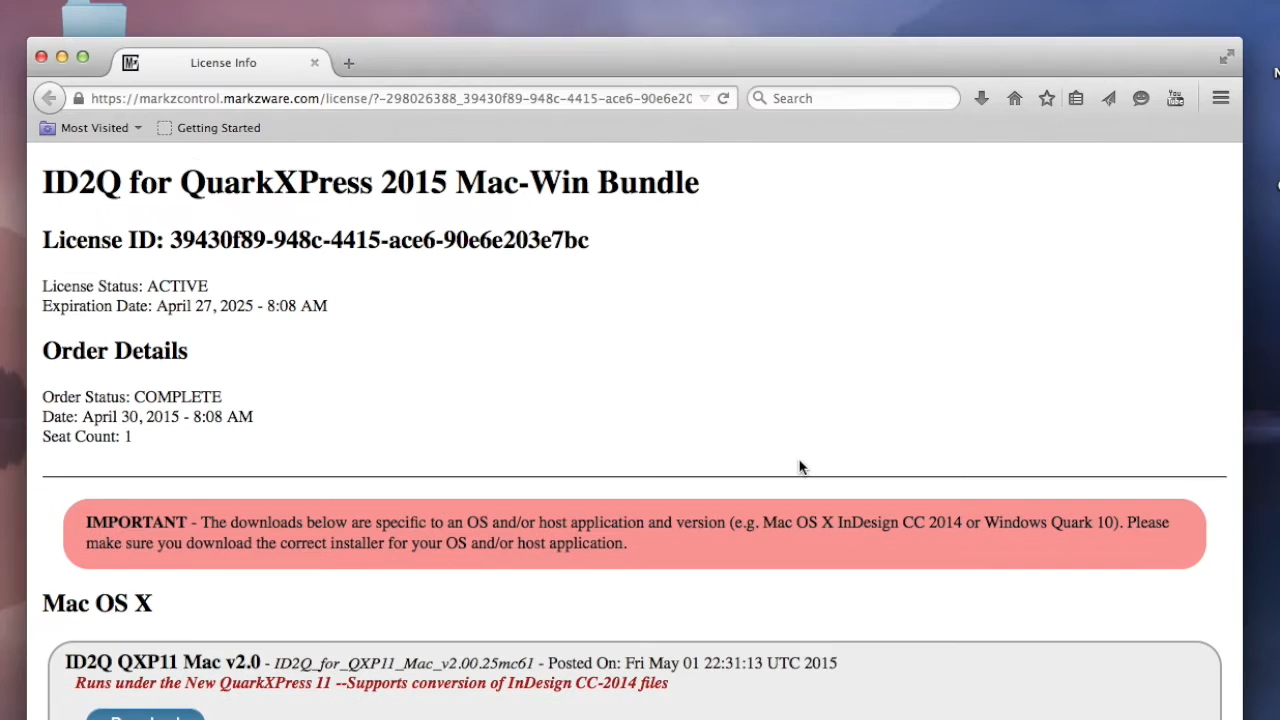 License Info
https://markzcontrol.markzware.com/license/?-298026388_39430f89-948c-4415-ace6-90e6e20
Search
You
Tube
Most Visited
Getting Started
ID2Q for QuarkXPress 2015 Mac-Win Bundle
License ID: 39430f89-948c-4415-ace6-90e6e203e7bc
License Status: ACTIVE
Expiration Date: April 27, 2025 - 8:08 AM
Order Details
Order Status: COMPLETE
Date: April 30, 2015 - 8:08 AM
Seat Count: 1
IMPORTANT - The downloads below are specific to an OS and/or host application and version (e.g. Mac OS X InDesign CC 2014 or Windows Quark 10). Please
make sure you download the correct installer for your OS and/or host application.
Mac OS X
ID2Q QXP11 Mac v2.0 - ID2Q_for_QXP11_Mac_v2.00.25mc61 - Posted On: Fri May 01 22:31:13 UTC 2015
Runs under the New QuarkXPress 11 --Supports conversion of InDesign CC-2014 files